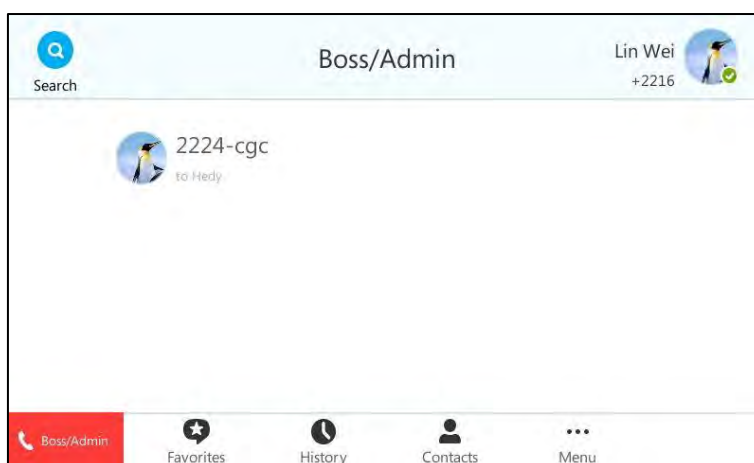 Search
Boss/Admin
Lin Wei
+2216
2224-cgc
to Hedy
Boss/Admin
Favorites
History
Contacts
Menu